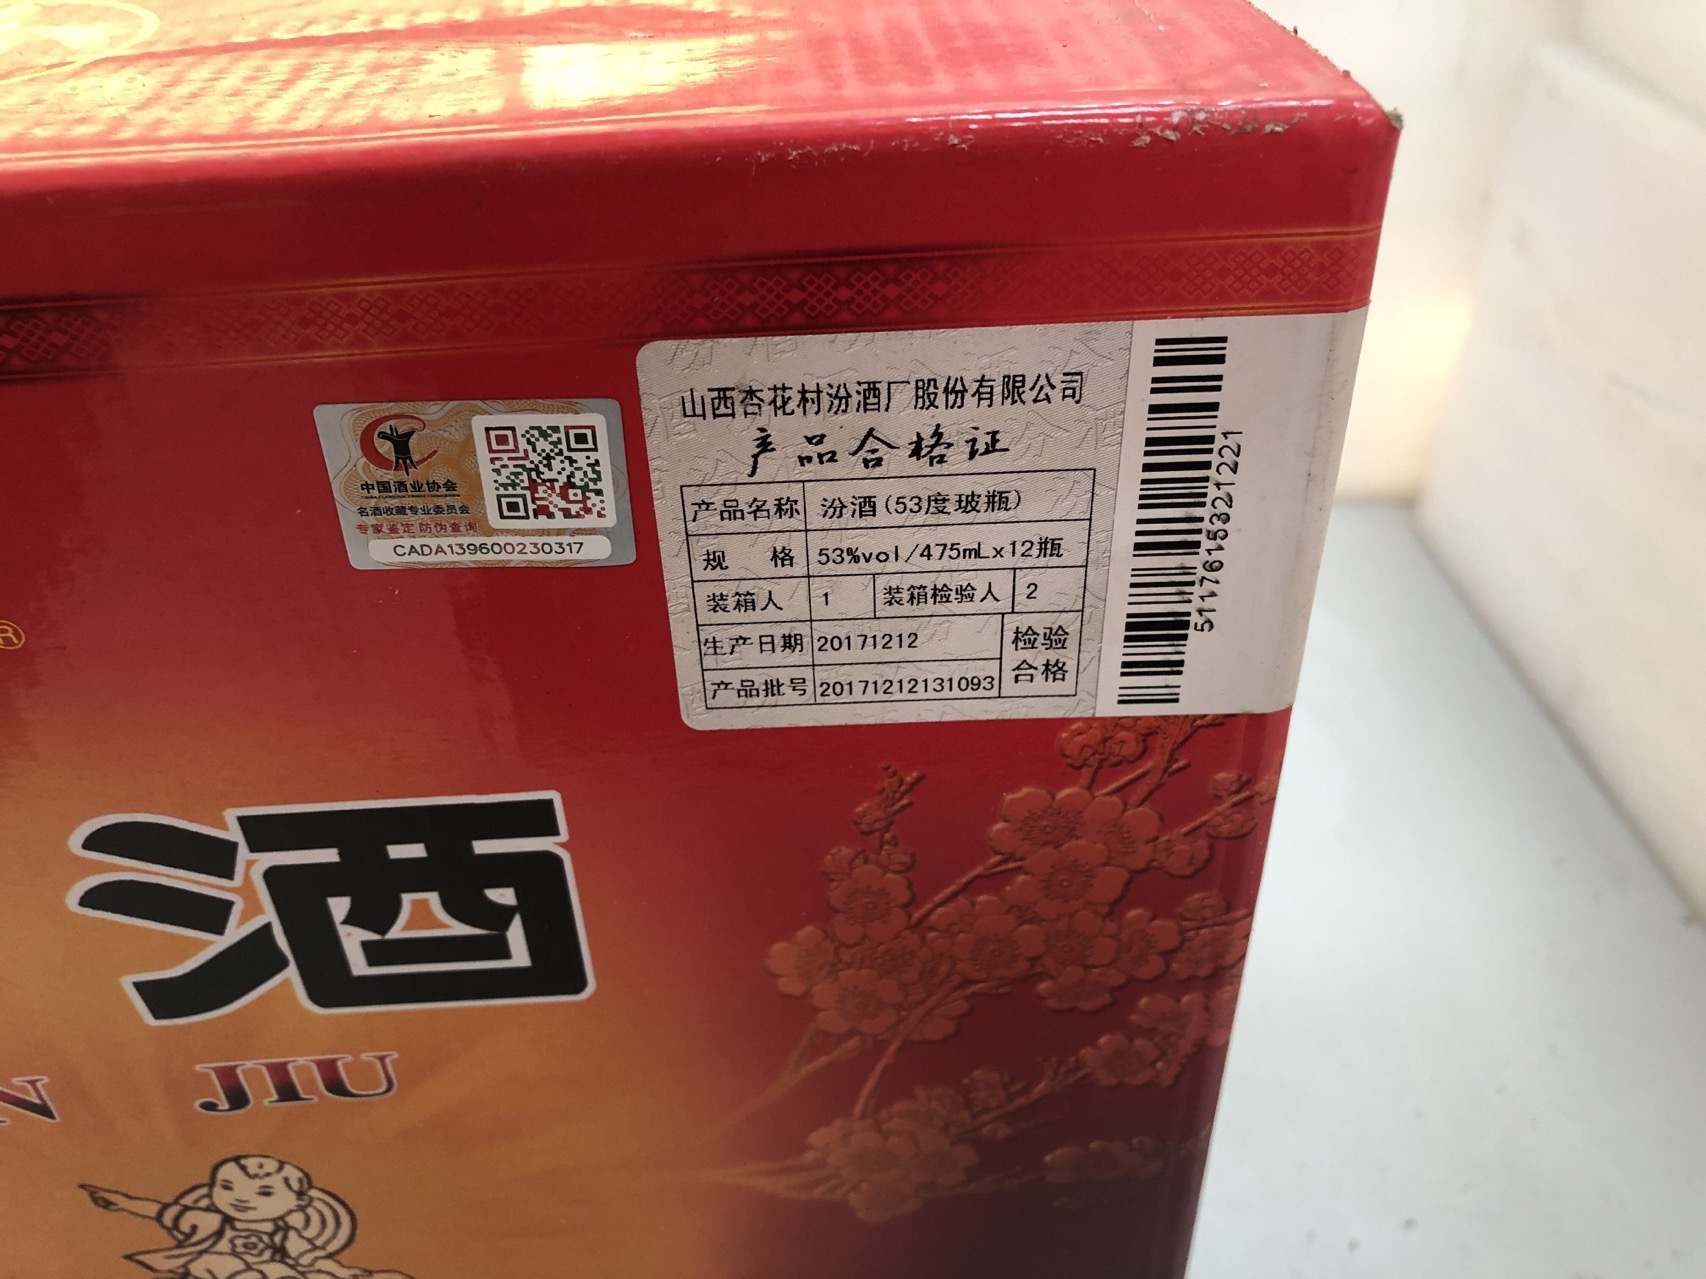 山西杏花村汾酒厂股份有限公司
产品合格证
产品名称 汾酒(53度玻瓶)
规 格 53%vol/475mLx12瓶
装箱人 1 装箱检验人 2
生产日期 20171212
检验合格
产品批号 20171212131093
5117615321221
中国酒业协会
名酒收藏专业委员会
专家鉴定 防伪查询
CADA139600230317
®
酒
N JIU